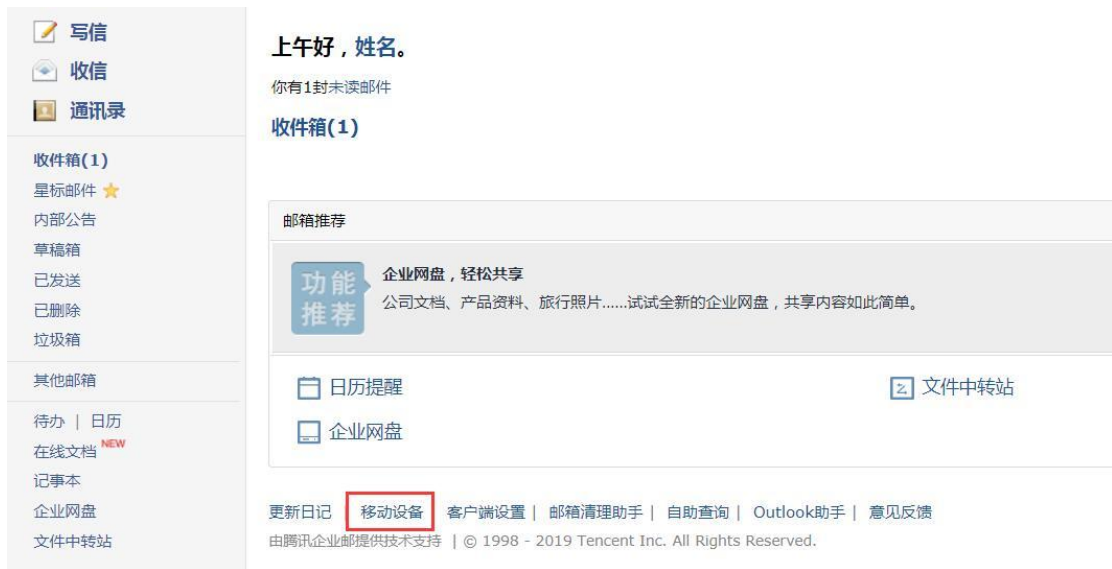 写信
收信
通讯录
收件箱(1)
星标邮件
内部公告
草稿箱
已发送
已删除
垃圾箱
其他邮箱
待办 | 日历
在线文档 NEW
记事本
企业网盘
文件中转站
上午好，姓名。
你有1封未读邮件
收件箱(1)
邮箱推荐
功能
推荐
企业网盘，轻松共享
公司文档、产品资料、旅行照片......试试全新的企业网盘，共享内容如此简单。
日历提醒
文件中转站
企业网盘
更新日记 | 移动设备 客户端设置 | 邮箱清理助手 | 自助查询 | Outlook助手 | 意见反馈
由腾讯企业邮提供技术支持 | © 1998 - 2019 Tencent Inc. All Rights Reserved.